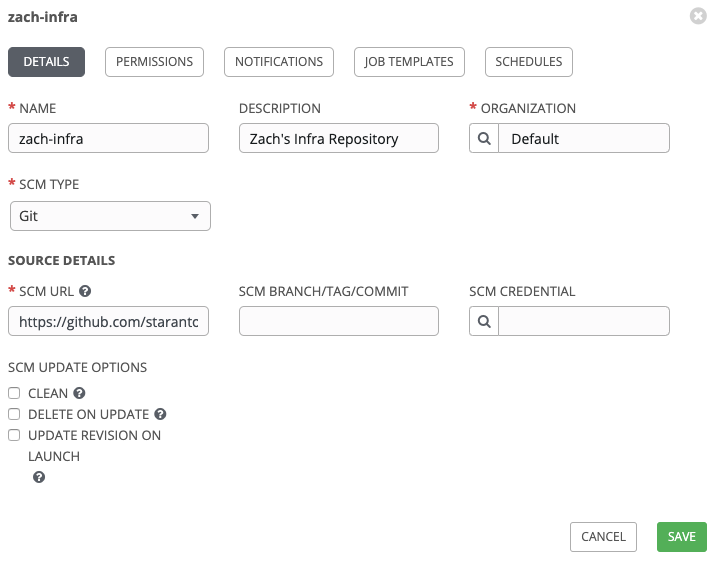 zach-infra
DETAILS PERMISSIONS NOTIFICATIONS JOB TEMPLATES SCHEDULES
* NAME DESCRIPTION * ORGANIZATION
zach-infra Zach's Infra Repository Default
* SCM TYPE
Git
SOURCE DETAILS
* SCM URL ? SCM BRANCH/TAG/COMMIT SCM CREDENTIAL
https://github.com/starantc
SCM UPDATE OPTIONS
CLEAN ?
DELETE ON UPDATE ?
UPDATE REVISION ON
LAUNCH
?
CANCEL SAVE